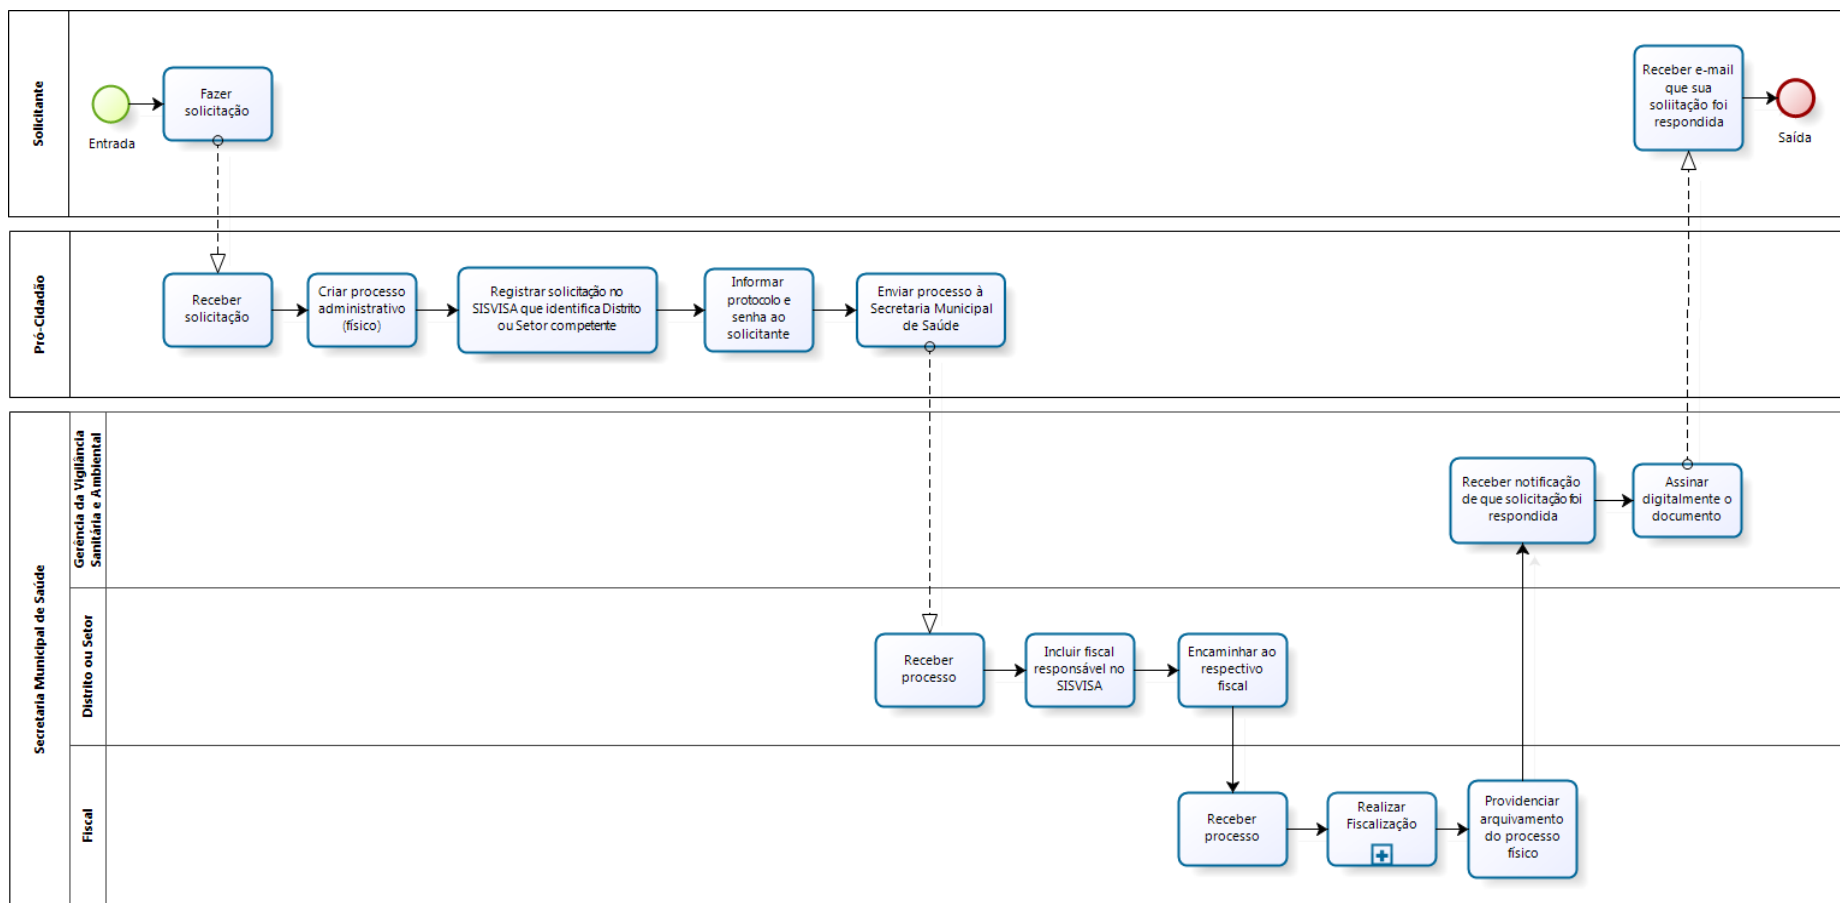 Solicitante
Entrada
Fazer
solicitação
Receber e-mail
que sua
soliitação foi
respondida
Saída
Pró-Cidadão
Receber
solicitação
Criar processo
administrativo
(físico)
Registrar solicitação no
SISVISA que identifica Distrito
ou Setor competente
Informar
protocolo e
senha ao
solicitante
Enviar processo à
Secretaria Municipal
de Saúde
Secretaria Municipal de Saúde
Gerência da Vigilância
Sanitária e Ambiental
Receber notificação
de que solicitação foi
respondida
Assinar
digitalmente o
documento
Distrito ou Setor
Receber
processo
Incluir fiscal
responsável no
SISVISA
Encaminhar ao
respectivo
fiscal
Fiscal
Receber
processo
Realizar
Fiscalização
Providenciar
arquivamento
do processo
físico